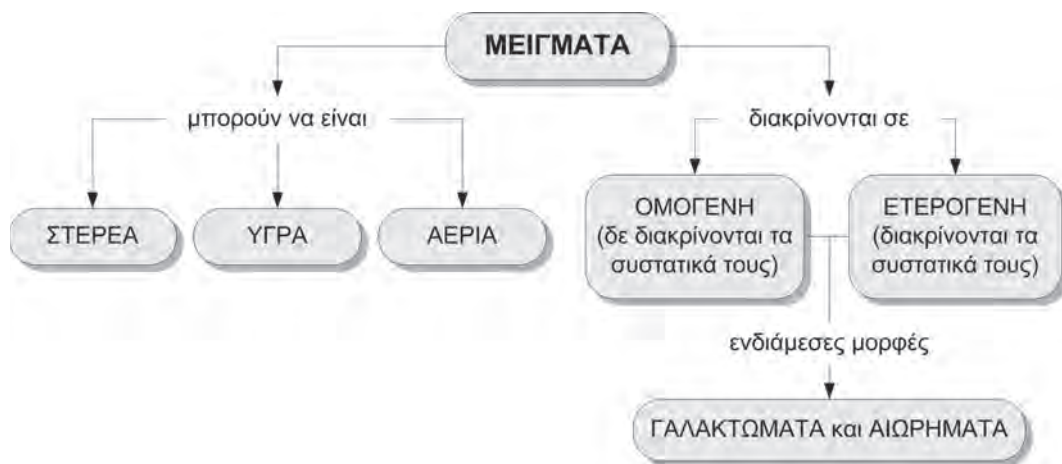 ΜΕΙΓΜΑΤΑ
μπορούν να είναι
διακρίνονται σε
ΣΤΕΡΕΑ
ΥΓΡΑ
ΑΕΡΙΑ
ΟΜΟΓΕΝΗ
(δε διακρίνονται τα
συστατικά τους)
ΕΤΕΡΟΓΕΝΗ
(διακρίνονται τα
συστατικά τους)
ενδιάμεσες μορφές
ΓΑΛΑΚΤΩΜΑΤΑ και ΑΙΩΡΗΜΑΤΑ